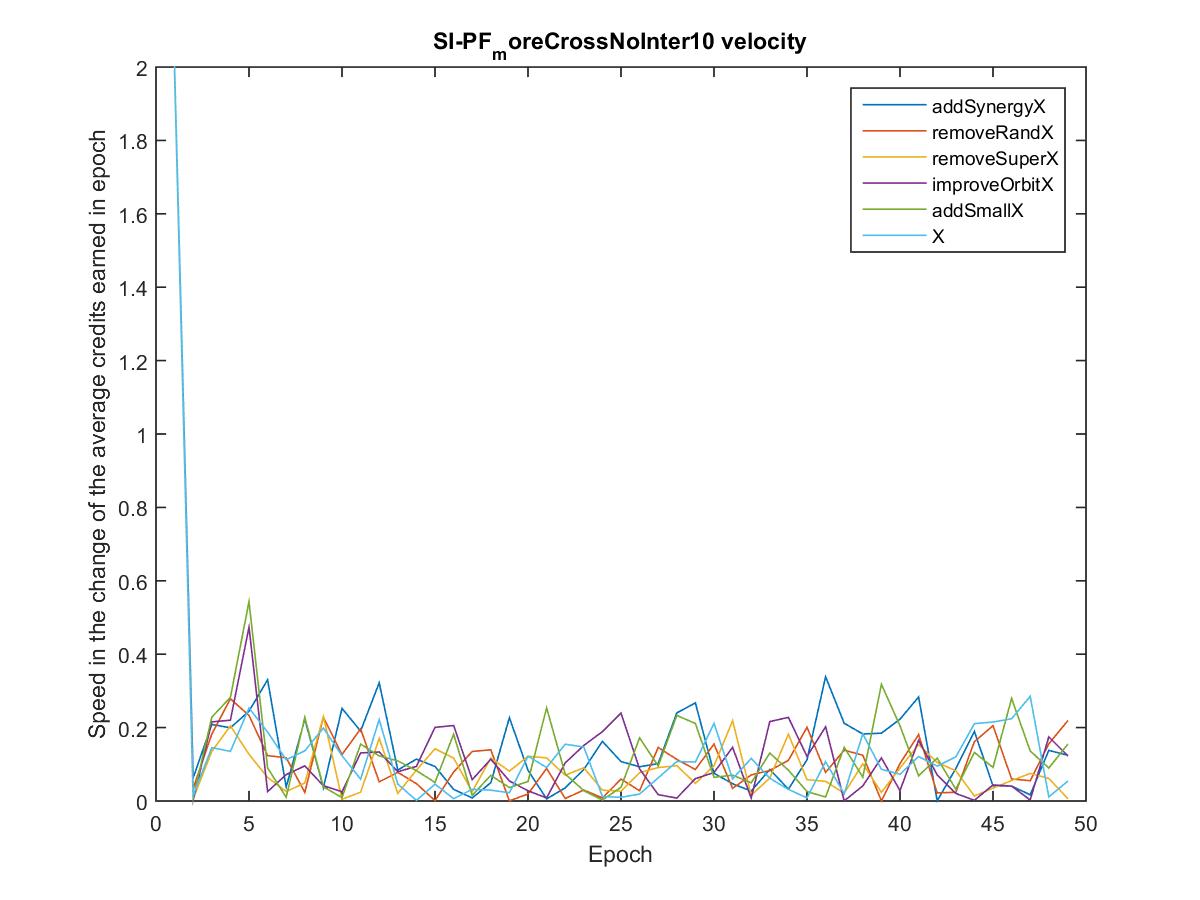 SI-PFmoreCrossNoInter10 velocity
2
1.8
1.6
1.4
1.2
1
0.8
0.6
0.4
0.2
0
Speed in the change of the average credits earned in epoch
addSynergyX
removeRandX
removeSuperX
improveOrbitX
addSmallX
X
0 5 10 15 20 25 30 35 40 45 50
Epoch